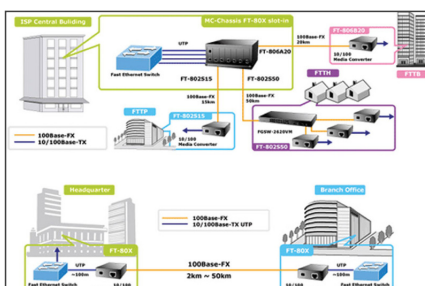 ISP Central Building
MC-Chassis FT-80X slot-in
UTP
FT-806A20
Fast Ethernet Switch
FT-802S15
FT-802S50
100Base-FX
20km
FT-806B20
10/100
Media Converter
FTTB
100Base-FX
15km
100Base-FX
50km
FTTH
FTTP
FT-802S15
10/100
Media Converter
FGSW-2620VM
FT-802S50
100Base-FX
10/100Base-TX
Headquarter
Branch Office
100Base-FX
10/100Base-TX UTP
FT-80X
UTP
~100m
Fast Ethernet Switch
10/100
100Base-FX
2km ~ 50km
FT-80X
UTP
~100m
10/100
Fast Ethernet Switch